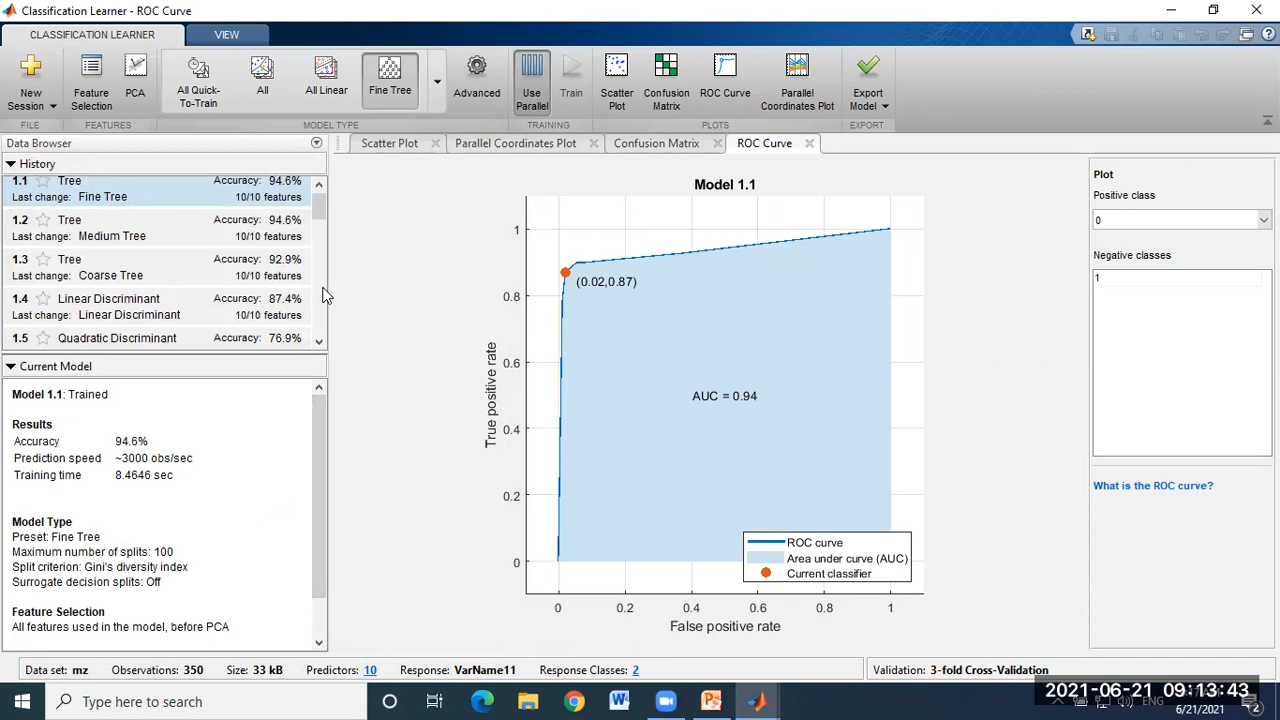 Classification Learner - ROC Curve
CLASSIFICATION LEARNER
VIEW
New Session
Feature Selection
PCA
All Quick-To-Train
All
All Linear
Fine Tree
Advanced
Use Parallel
Train
Scatter Plot
Confusion Matrix
ROC Curve
Parallel Coordinates Plot
Export Model
FILE
FEATURES
MODEL TYPE
TRAINING
PLOTS
EXPORT
Data Browser
Scatter Plot
Parallel Coordinates Plot
Confusion Matrix
ROC Curve
History
1.1 Tree Accuracy: 94.6%
Last change: Fine Tree 10/10 features
1.2 Tree Accuracy: 94.6%
Last change: Medium Tree 10/10 features
1.3 Tree Accuracy: 92.9%
Last change: Coarse Tree 10/10 features
1.4 Linear Discriminant Accuracy: 87.4%
Last change: Linear Discriminant 10/10 features
1.5 Quadratic Discriminant Accuracy: 76.9%
Current Model
Model 1.1: Trained
Results
Accuracy 94.6%
Prediction speed ~3000 obs/sec
Training time 8.4646 sec
Model Type
Preset: Fine Tree
Maximum number of splits: 100
Split criterion: Gini's diversity index
Surrogate decision splits: Off
Feature Selection
All features used in the model, before PCA
Model 1.1
True positive rate
1
0.8
0.6
0.4
0.2
0
(0.02,0.87)
AUC = 0.94
ROC curve
Area under curve (AUC)
Current classifier
0 0.2 0.4 0.6 0.8 1
False positive rate
Plot
Positive class
0
Negative classes
1
What is the ROC curve?
Data set: mz Observations: 350 Size: 33 kB Predictors: 10 Response: VarName11 Response Classes: 2
Validation: 3-fold Cross-Validation
Type here to search
2021-06-21 09:13:43
ENG
6/21/2021
2